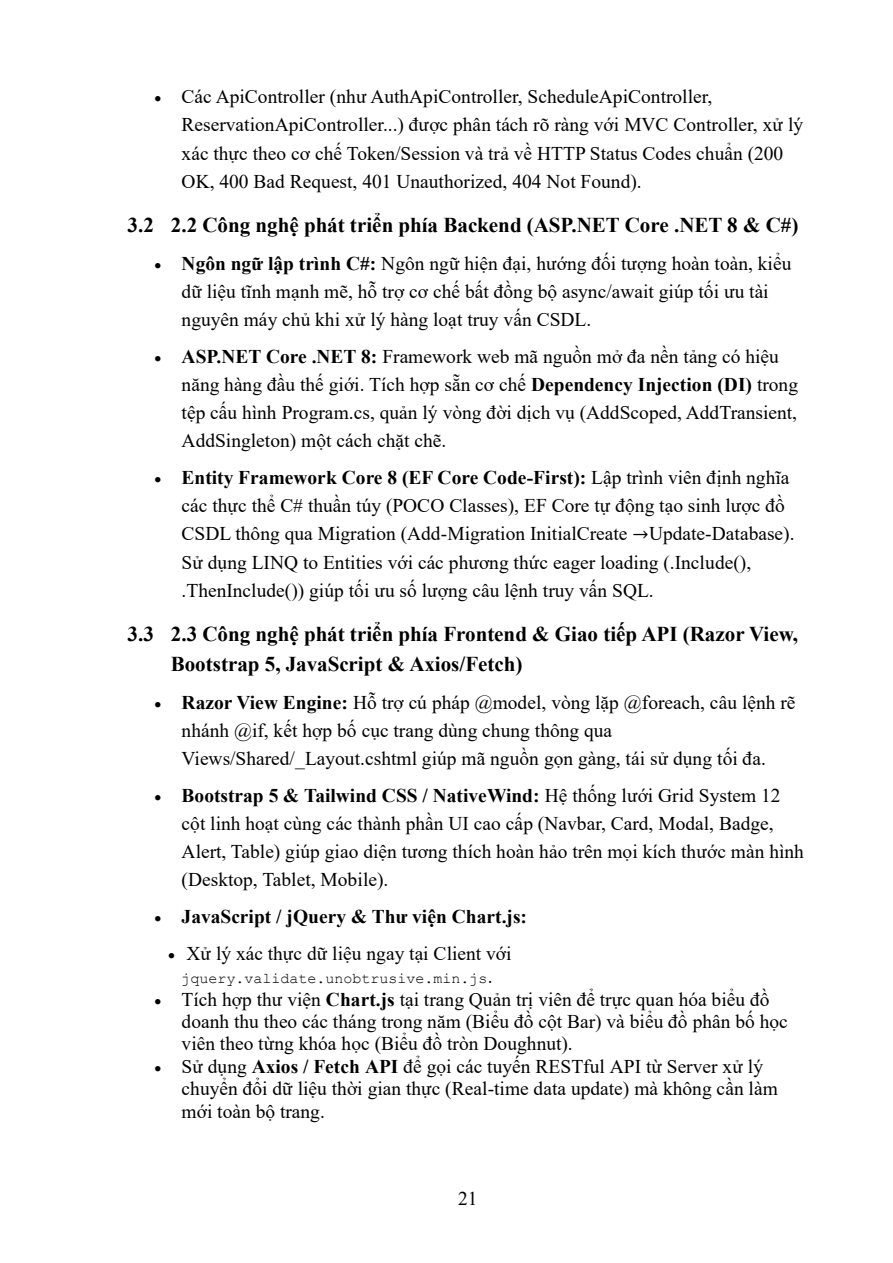 • Các ApiController (như AuthApiController, ScheduleApiController,
ReservationApiController...) được phân tách rõ ràng với MVC Controller, xử lý
xác thực theo cơ chế Token/Session và trả về HTTP Status Codes chuẩn (200
OK, 400 Bad Request, 401 Unauthorized, 404 Not Found).
3.2 2.2 Công nghệ phát triển phía Backend (ASP.NET Core .NET 8 & C#)
• Ngôn ngữ lập trình C#: Ngôn ngữ hiện đại, hướng đối tượng hoàn toàn, kiểu
dữ liệu tĩnh mạnh mẽ, hỗ trợ cơ chế bất đồng bộ async/await giúp tối ưu tài
nguyên máy chủ khi xử lý hàng loạt truy vấn CSDL.
• ASP.NET Core .NET 8: Framework web mã nguồn mở đa nền tảng có hiệu
năng hàng đầu thế giới. Tích hợp sẵn cơ chế Dependency Injection (DI) trong
tệp cấu hình Program.cs, quản lý vòng đời dịch vụ (AddScoped, AddTransient,
AddSingleton) một cách chặt chẽ.
• Entity Framework Core 8 (EF Core Code-First): Lập trình viên định nghĩa
các thực thể C# thuần túy (POCO Classes), EF Core tự động tạo sinh lược đồ
CSDL thông qua Migration (Add-Migration InitialCreate →Update-Database).
Sử dụng LINQ to Entities với các phương thức eager loading (.Include(),
.ThenInclude()) giúp tối ưu số lượng câu lệnh truy vấn SQL.
3.3 2.3 Công nghệ phát triển phía Frontend & Giao tiếp API (Razor View,
Bootstrap 5, JavaScript & Axios/Fetch)
• Razor View Engine: Hỗ trợ cú pháp @model, vòng lặp @foreach, câu lệnh rẽ
nhánh @if, kết hợp bố cục trang dùng chung thông qua
Views/Shared/_Layout.cshtml giúp mã nguồn gọn gàng, tái sử dụng tối đa.
• Bootstrap 5 & Tailwind CSS / NativeWind: Hệ thống lưới Grid System 12
cột linh hoạt cùng các thành phần UI cao cấp (Navbar, Card, Modal, Badge,
Alert, Table) giúp giao diện tương thích hoàn hảo trên mọi kích thước màn hình
(Desktop, Tablet, Mobile).
• JavaScript / jQuery & Thư viện Chart.js:
• Xử lý xác thực dữ liệu ngay tại Client với
jquery.validate.unobtrusive.min.js.
• Tích hợp thư viện Chart.js tại trang Quản trị viên để trực quan hóa biểu đồ
doanh thu theo các tháng trong năm (Biểu đồ cột Bar) và biểu đồ phân bố học
viên theo từng khóa học (Biểu đồ tròn Doughnut).
• Sử dụng Axios / Fetch API để gọi các tuyến RESTful API từ Server xử lý
chuyển đổi dữ liệu thời gian thực (Real-time data update) mà không cần làm
mới toàn bộ trang.
21